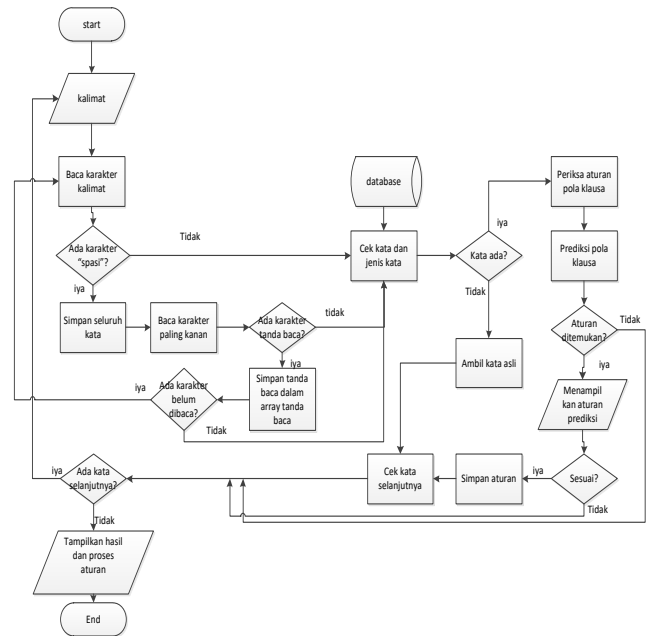 start
kalimat
Baca karakter
kalimat
Ada karakter
"spasi"?
Tidak
iya
Simpan seluruh
kata
Baca karakter
paling kanan
Ada karakter
tanda baca?
tidak
iya
Simpan tanda
baca dalam
array tanda
baca
Ada karakter
belum
dibaca?
iya
Tidak
database
Cek kata dan
jenis kata
Kata ada?
iya
Tidak
Periksa aturan
pola klausa
Prediksi pola
klausa
Aturan
ditemukan?
Tidak
iya
Ambil kata asli
Menampil
kan aturan
prediksi
Sesuai?
iya
Tidak
Simpan aturan
Cek kata
selanjutnya
Ada kata
selanjutnya?
iya
Tidak
Tampilkan hasil
dan proses
aturan
End